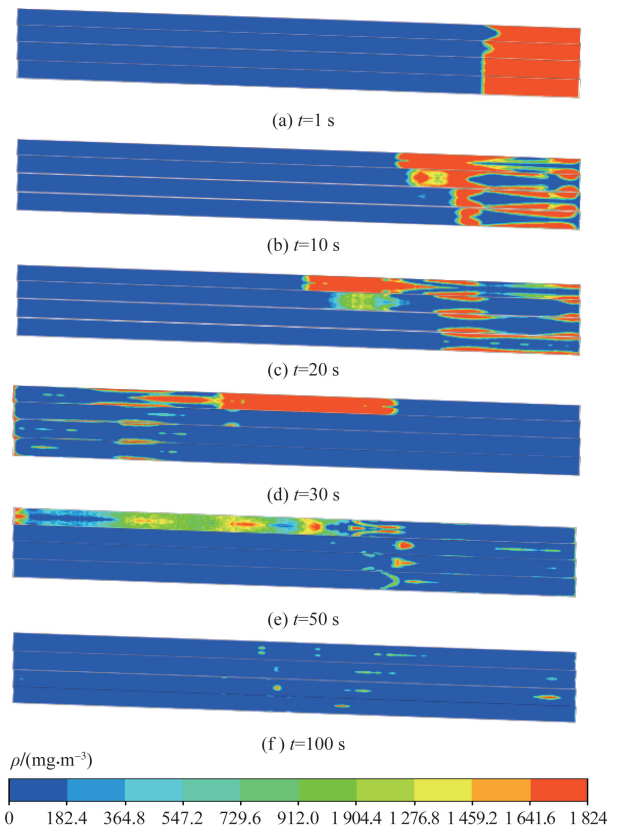 (a) t=1 s
(b) t=10 s
(c) t=20 s
(d) t=30 s
(e) t=50 s
(f ) t=100 s
ρ/(mg·m⁻³)
0 182.4 364.8 547.2 729.6 912.0 1 904.4 1 276.8 1 459.2 1 641.6 1 824